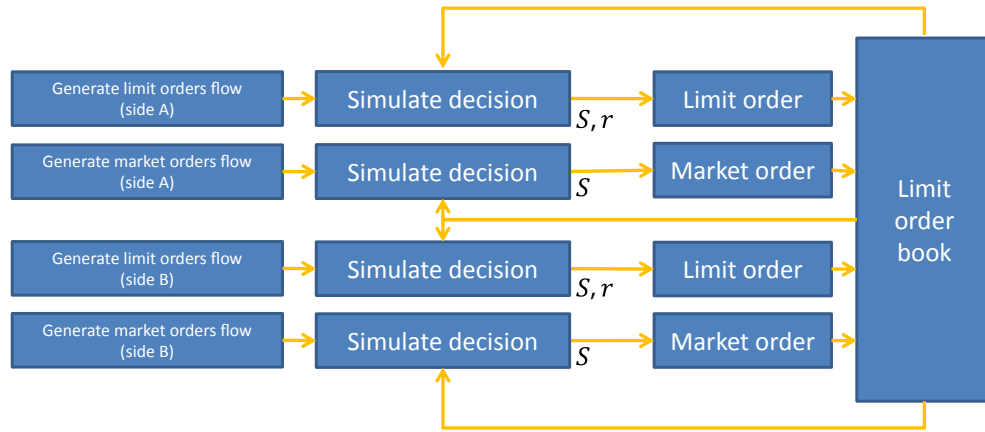 Generate limit orders flow
(side A)
Simulate decision
S, r
Limit order
Generate market orders flow
(side A)
Simulate decision
S
Market order
Limit
order
book
Generate limit orders flow
(side B)
Simulate decision
S, r
Limit order
Generate market orders flow
(side B)
Simulate decision
S
Market order